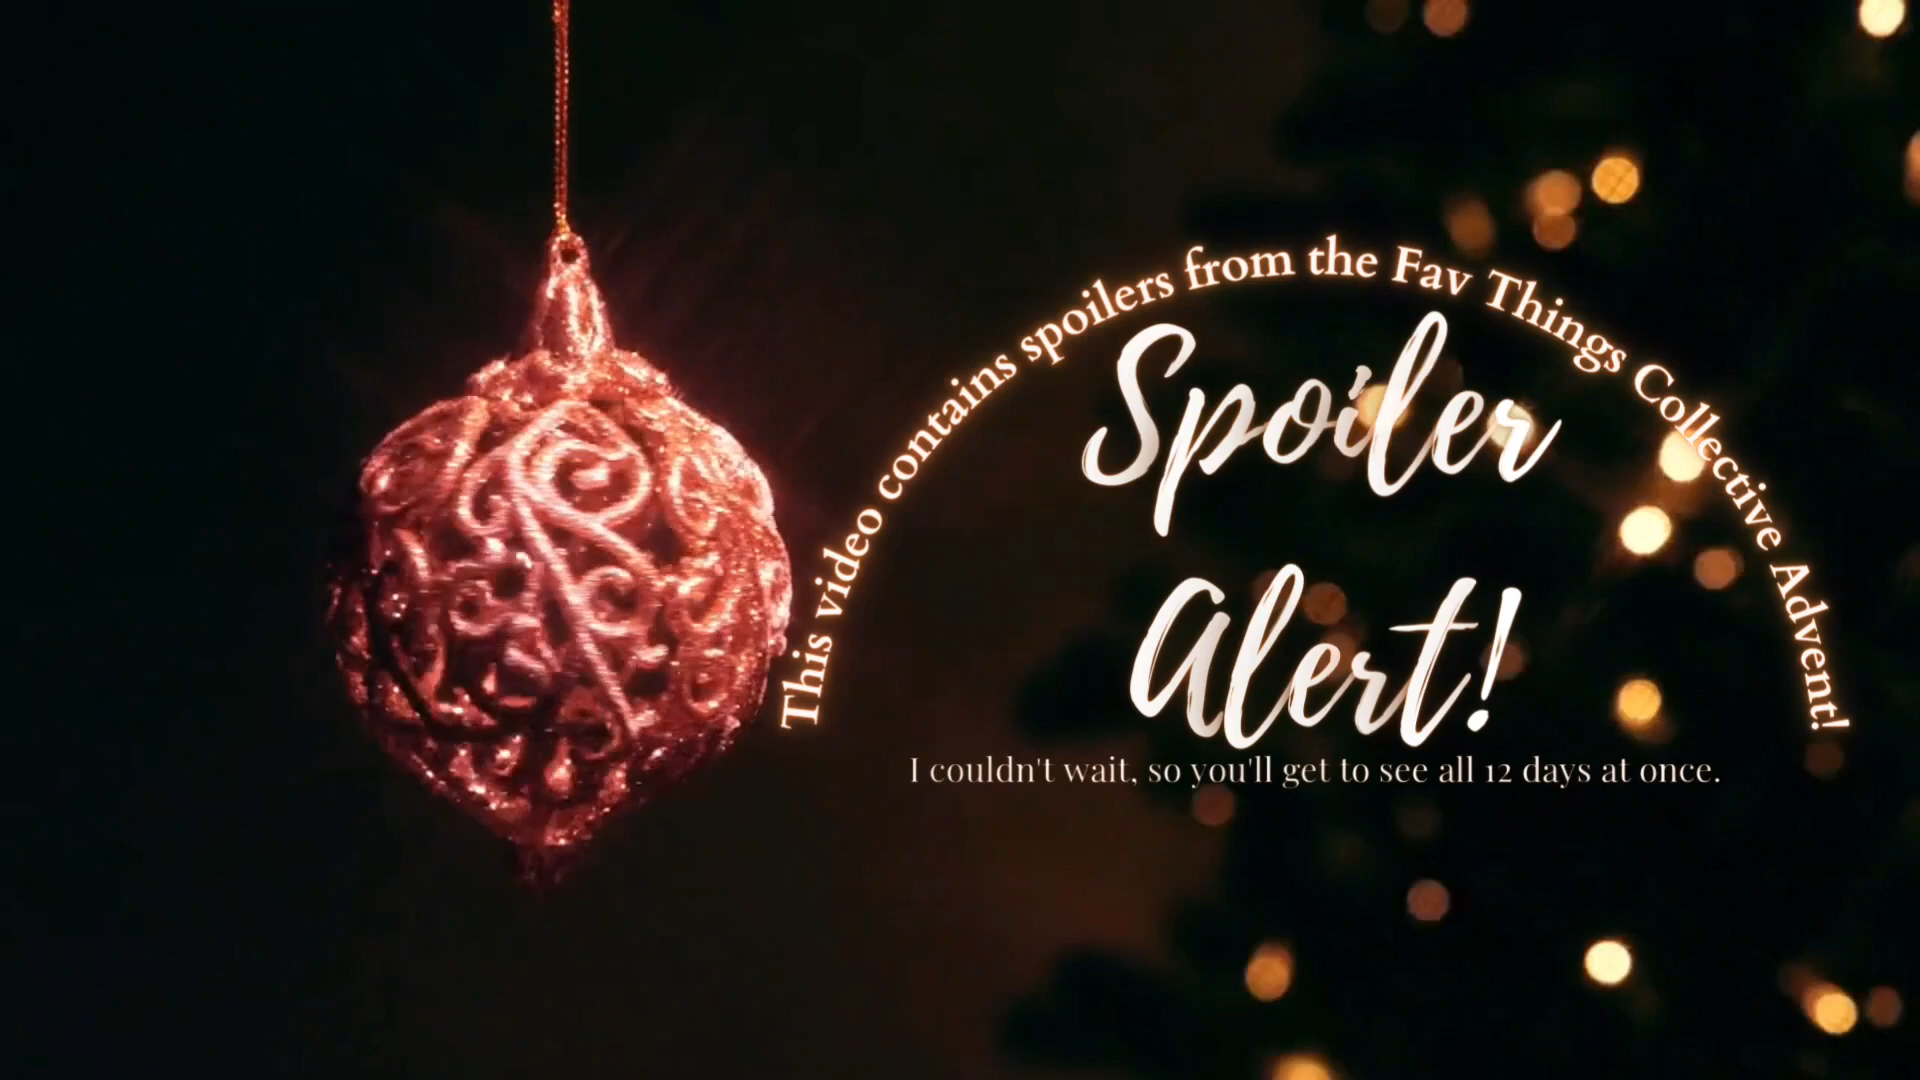 This video contains spoilers from the Fav Things Collective Advent!
Spoiler
Alert!
I couldn't wait, so you'll get to see all 12 days at once.